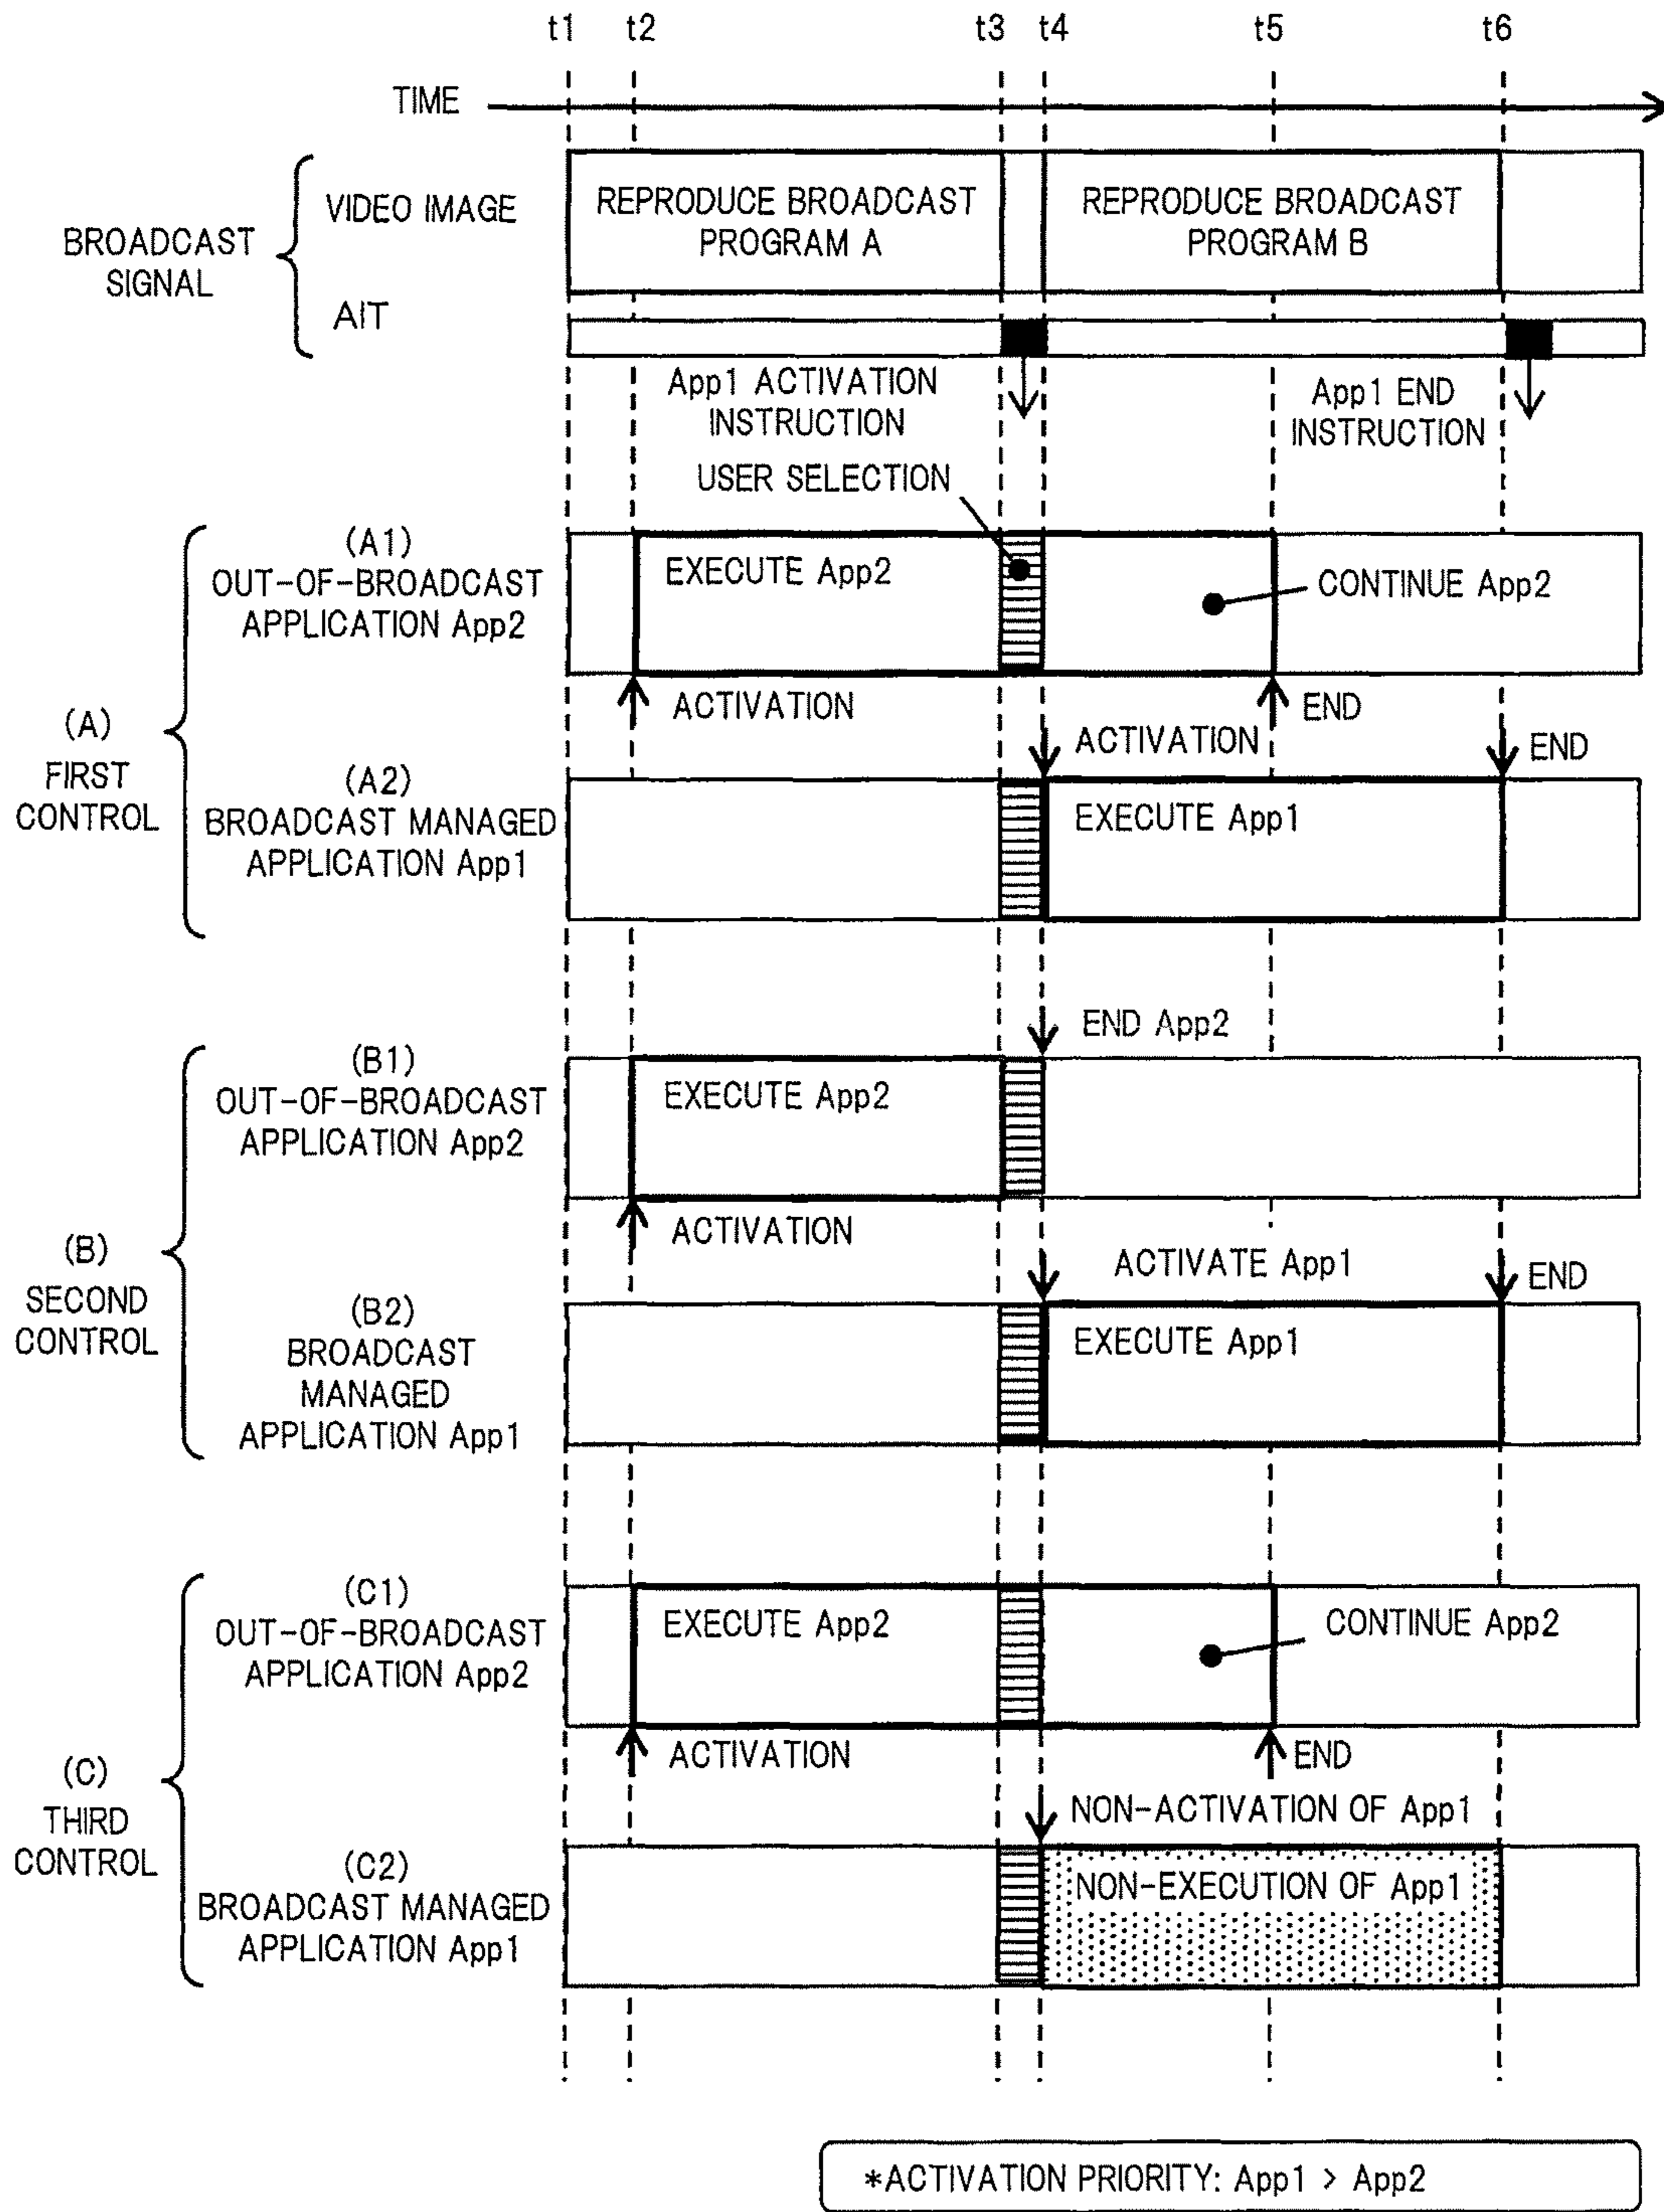 t1 t2 t3 t4 t5 t6
TIME
BROADCAST
SIGNAL
VIDEO IMAGE
REPRODUCE BROADCAST
PROGRAM A
REPRODUCE BROADCAST
PROGRAM B
AIT
App1 ACTIVATION
INSTRUCTION
App1 END
INSTRUCTION
USER SELECTION
(A)
FIRST
CONTROL
(A1)
OUT-OF-BROADCAST
APPLICATION App2
EXECUTE App2
CONTINUE App2
ACTIVATION
END
ACTIVATION
END
(A2)
BROADCAST MANAGED
APPLICATION App1
EXECUTE App1
END App2
(B)
SECOND
CONTROL
(B1)
OUT-OF-BROADCAST
APPLICATION App2
EXECUTE App2
ACTIVATION
ACTIVATE App1
END
(B2)
BROADCAST
MANAGED
APPLICATION App1
EXECUTE App1
(C)
THIRD
CONTROL
(C1)
OUT-OF-BROADCAST
APPLICATION App2
EXECUTE App2
CONTINUE App2
ACTIVATION
END
NON-ACTIVATION OF App1
(C2)
BROADCAST MANAGED
APPLICATION App1
NON-EXECUTION OF App1
*ACTIVATION PRIORITY: App1 > App2